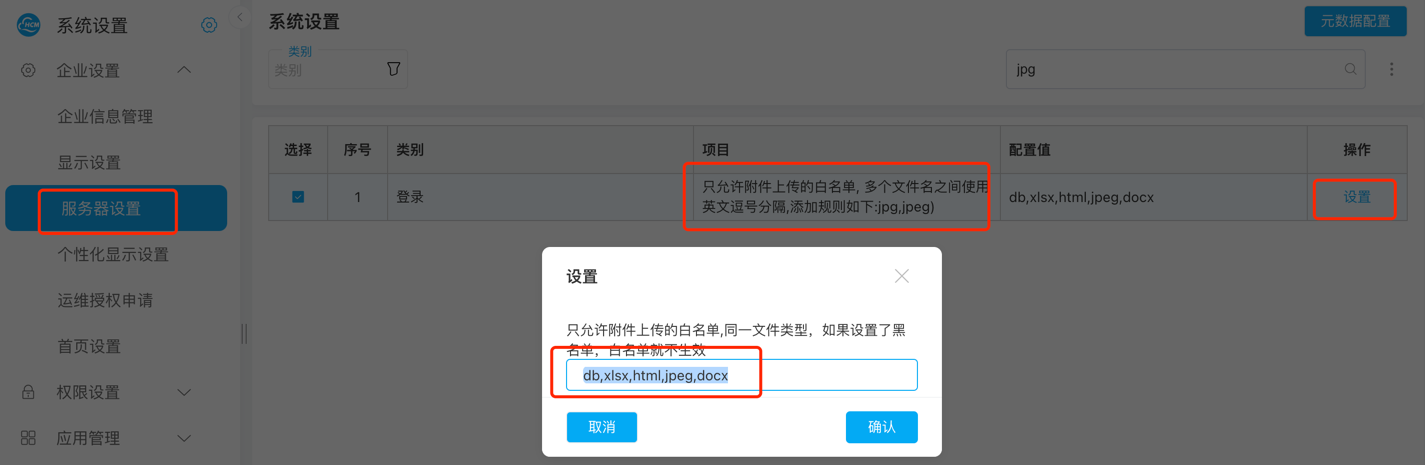 HCM
系统设置
企业设置
企业信息管理
显示设置
服务器设置
个性化显示设置
运维授权申请
首页设置
权限设置
应用管理
系统设置
元数据配置
类别
类别
jpg
选择 序号 类别 项目 配置值 操作
1 登录 只允许附件上传的白名单, 多个文件名之间使用
英文逗号分隔,添加规则如下:jpg,jpeg) db,xlsx,html,jpeg,docx 设置
设置
只允许附件上传的白名单,同一文件类型，如果设置了黑
名单，白名单就不生效
db,xlsx,html,jpeg,docx
取消 确认